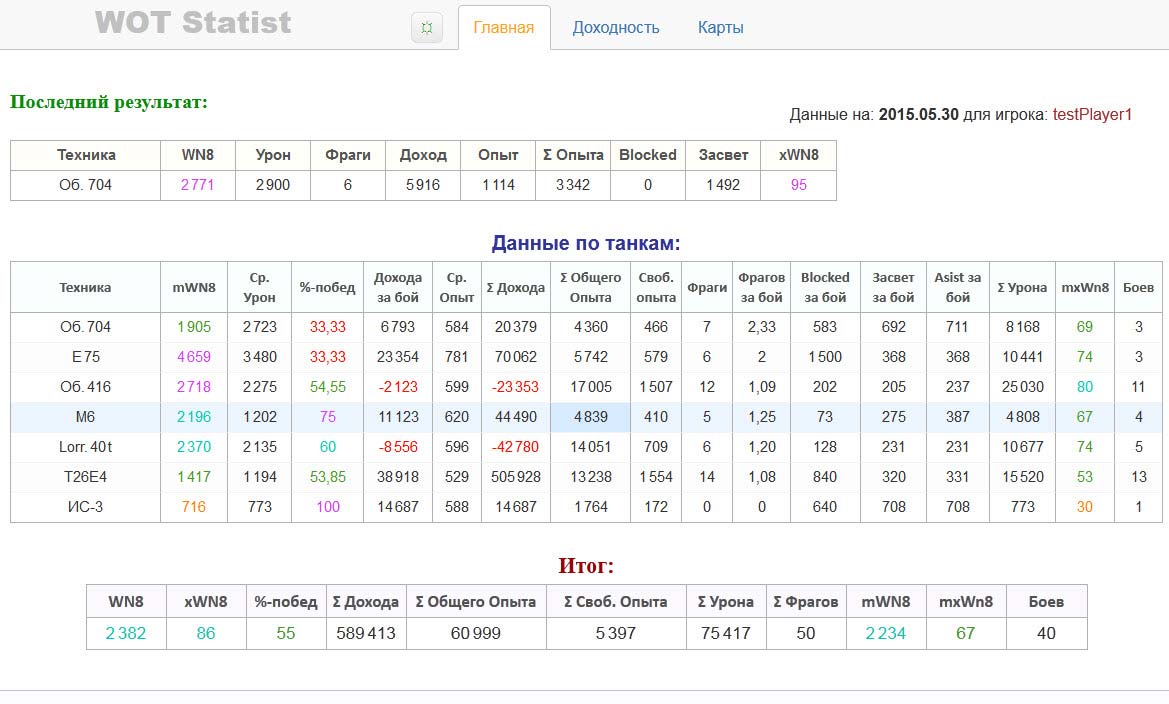 WOT Statist
Главная Доходность Карты
Последний результат:
Данные на: 2015.05.30 для игрока: testPlayer1
Техника WN8 Урон Фраги Доход Опыт Σ Опыта Blocked Засвет xWN8
Об. 704 2 771 2 900 6 5 916 1 114 3 342 0 1 492 95
Данные по танкам:
Техника mWN8 Ср. Урон %-побед Дохода за бой Ср. Опыт Σ Дохода Σ Общего Опыта Своб. опыта Фраги Фрагов за бой Blocked за бой Засвет за бой Asist за бой Σ Урона mxWn8 Боев
Об. 704 1 905 2 723 33,33 6 793 584 20 379 4 360 466 7 2,33 583 692 711 8 168 69 3
E 75 4 659 3 480 33,33 23 354 781 70 062 5 742 579 6 2 1 500 368 368 10 441 74 3
Об. 416 2 718 2 275 54,55 -2 123 599 -23 353 17 005 1 507 12 1,09 202 205 237 25 030 80 11
M6 2 196 1 202 75 11 123 620 44 490 4 839 410 5 1,25 73 275 387 4 808 67 4
Lorr. 40 t 2 370 2 135 60 -8 556 596 -42 780 14 051 709 6 1,20 128 231 231 10 677 74 5
T26E4 1 417 1 194 53,85 38 918 529 505 928 13 238 1 554 14 1,08 840 320 331 15 520 53 13
ИС-3 716 773 100 14 687 588 14 687 1 764 172 0 0 640 708 708 773 30 1
Итог:
WN8 xWN8 %-побед Σ Дохода Σ Общего Опыта Σ Своб. Опыта Σ Урона Σ Фрагов mWN8 mxWn8 Боев
2 382 86 55 589 413 60 999 5 397 75 417 50 2 234 67 40